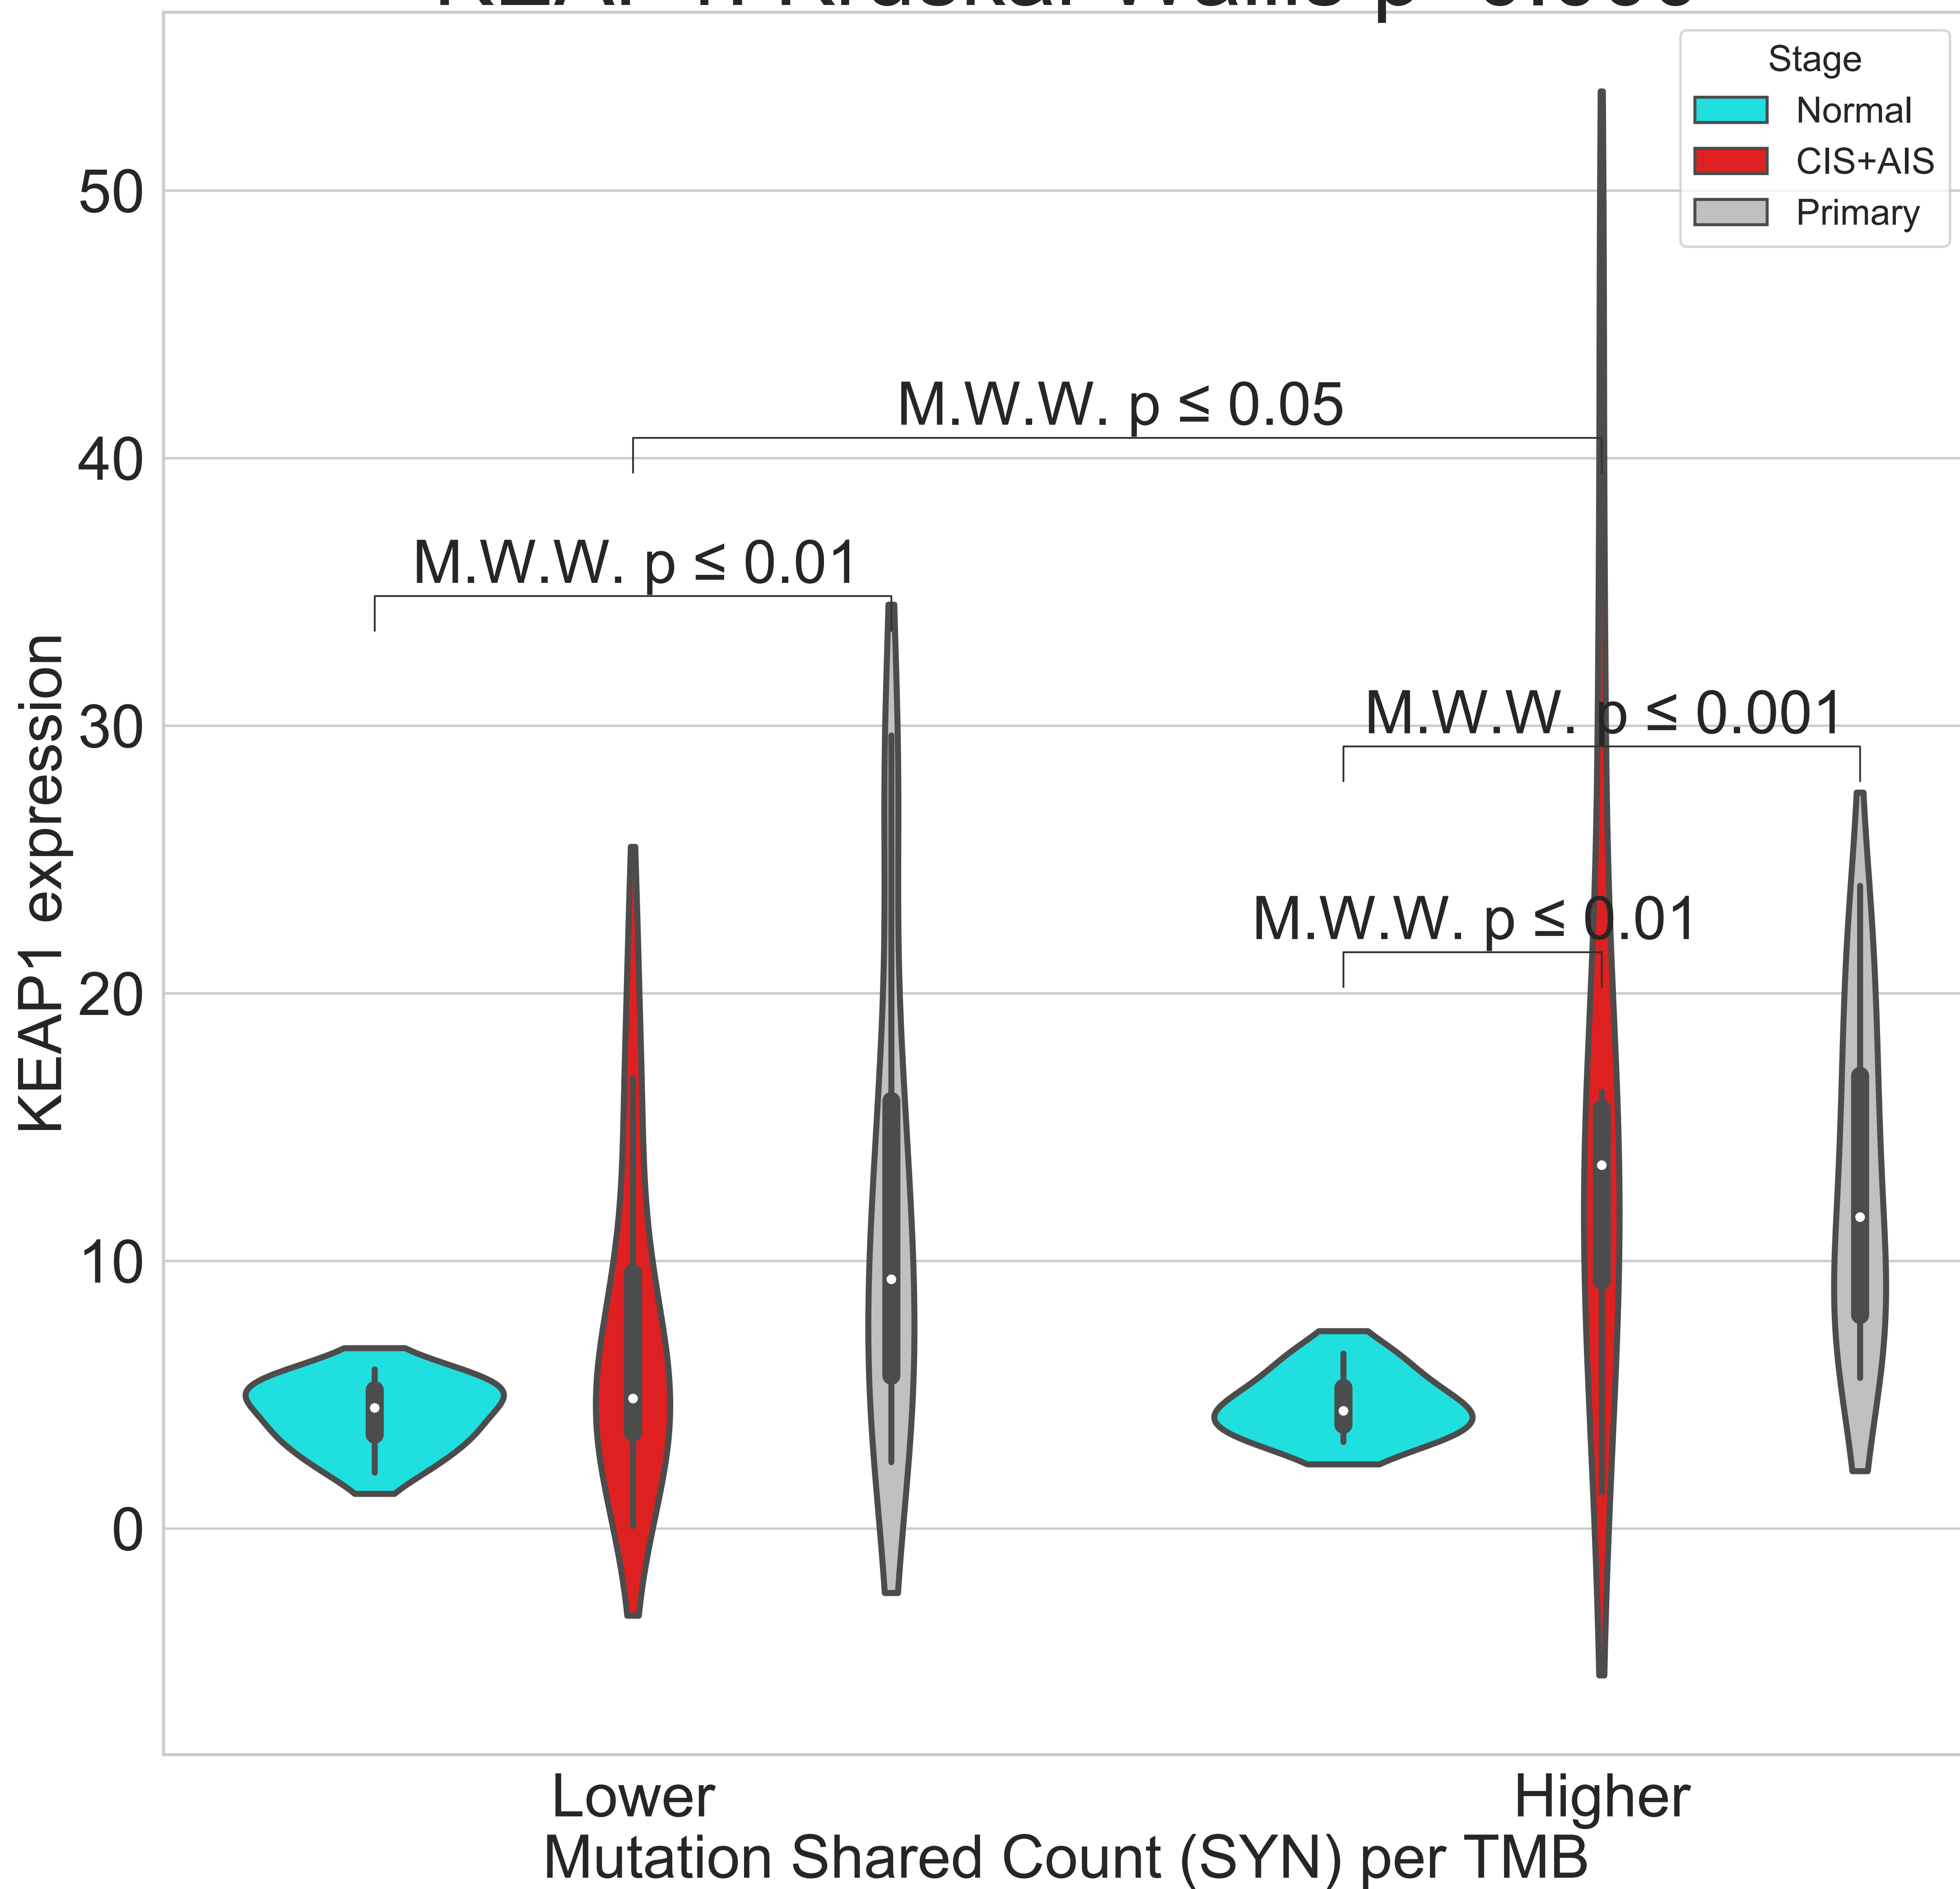 Stage
Normal
CIS+AIS
Primary
50
40
30
20
10
0
KEAP1 expression
M.W.W. p ≤ 0.05
M.W.W. p ≤ 0.01
M.W.W. p ≤ 0.001
M.W.W. p ≤ 0.01
Lower
Higher
Mutation Shared Count (SYN) per TMB